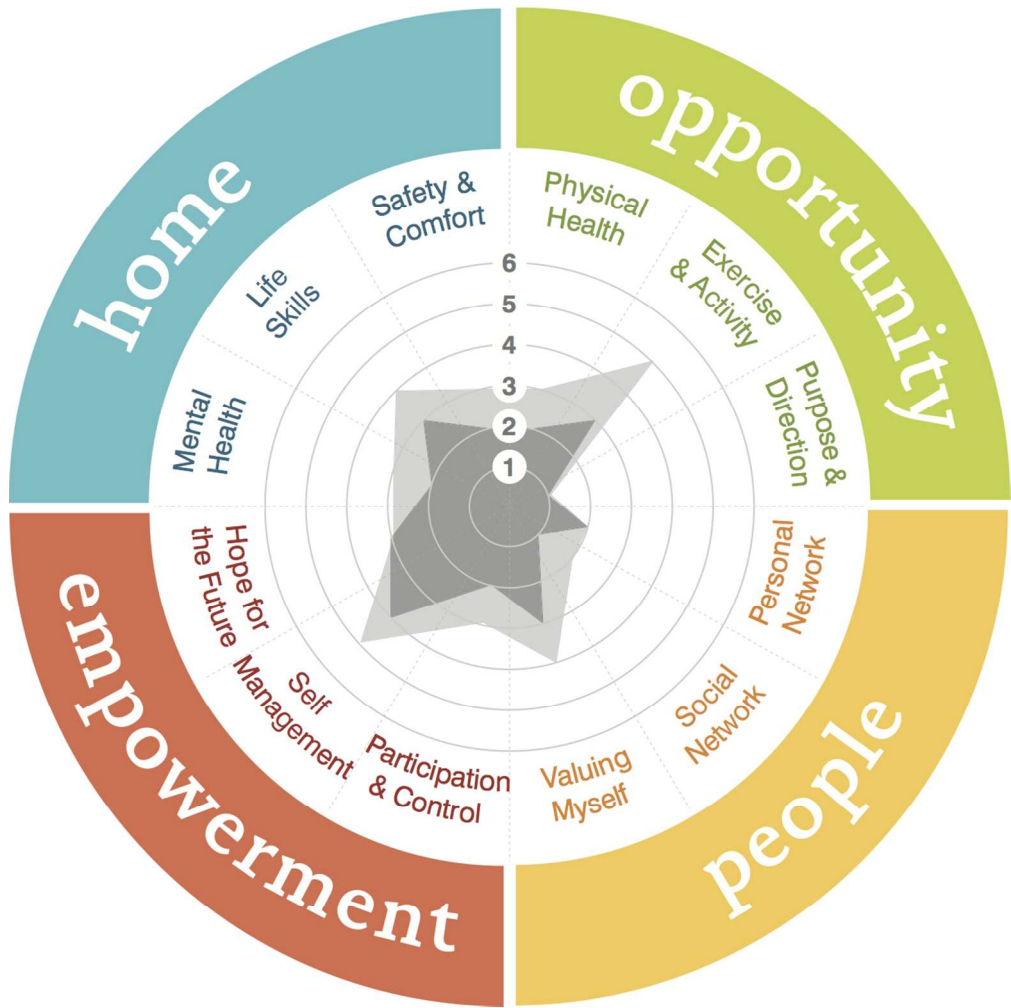 home
opportunity
Safety &
Comfort
Physical
Health
Life
Skills
Exercise
& Activity
Mental
Health
Purpose &
Direction
6
5
4
3
2
1
Hope for
the Future
Personal
Network
Self
Management
Social
Network
Participation
& Control
Valuing
Myself
empowerment
people